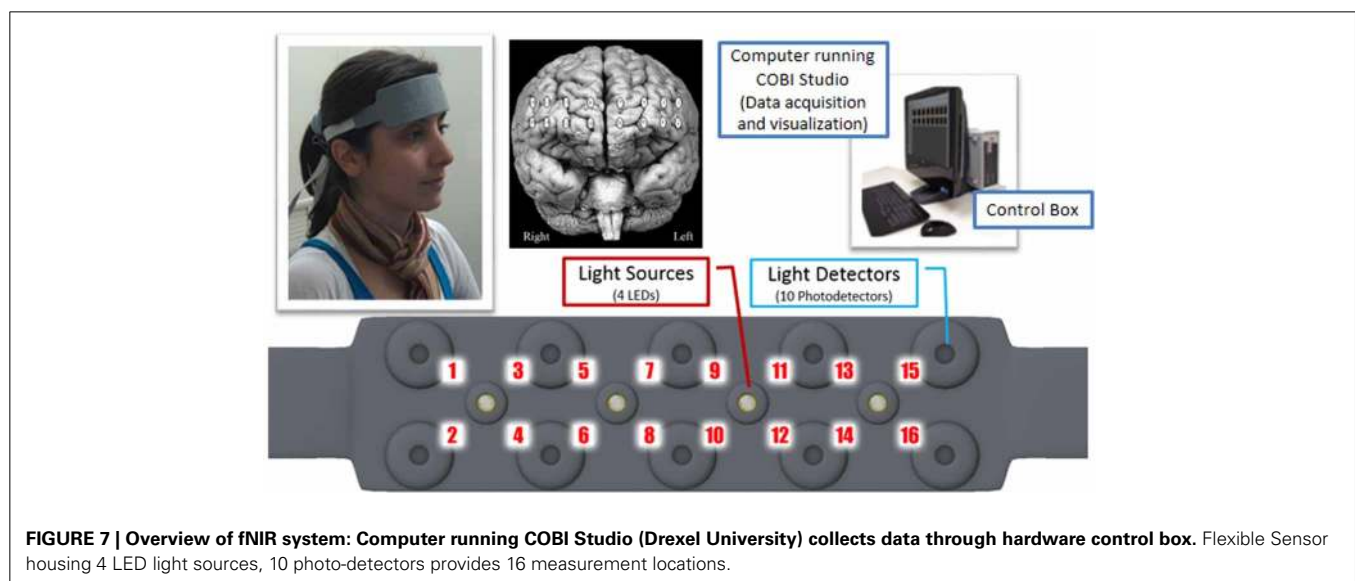 Computer running
COBI Studio
(Data acquisition
and visualization)
Control Box
Right Left
Light Sources
(4 LEDs)
Light Detectors
(10 Photodetectors)
1 3 5 7 9 11 13 15
2 4 6 8 10 12 14 16
FIGURE 7 | Overview of fNIR system: Computer running COBI Studio (Drexel University) collects data through hardware control box. Flexible Sensor
housing 4 LED light sources, 10 photo-detectors provides 16 measurement locations.